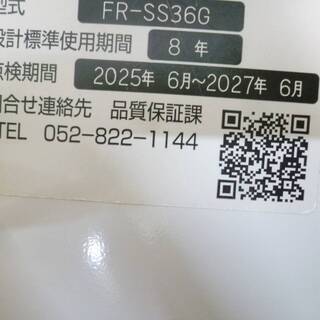 型式 FR-SS36G
設計標準使用期間 8 年
点検期間 2025年 6月～2027年 6月
問合せ連絡先 品質保証課
TEL 052-822-1144